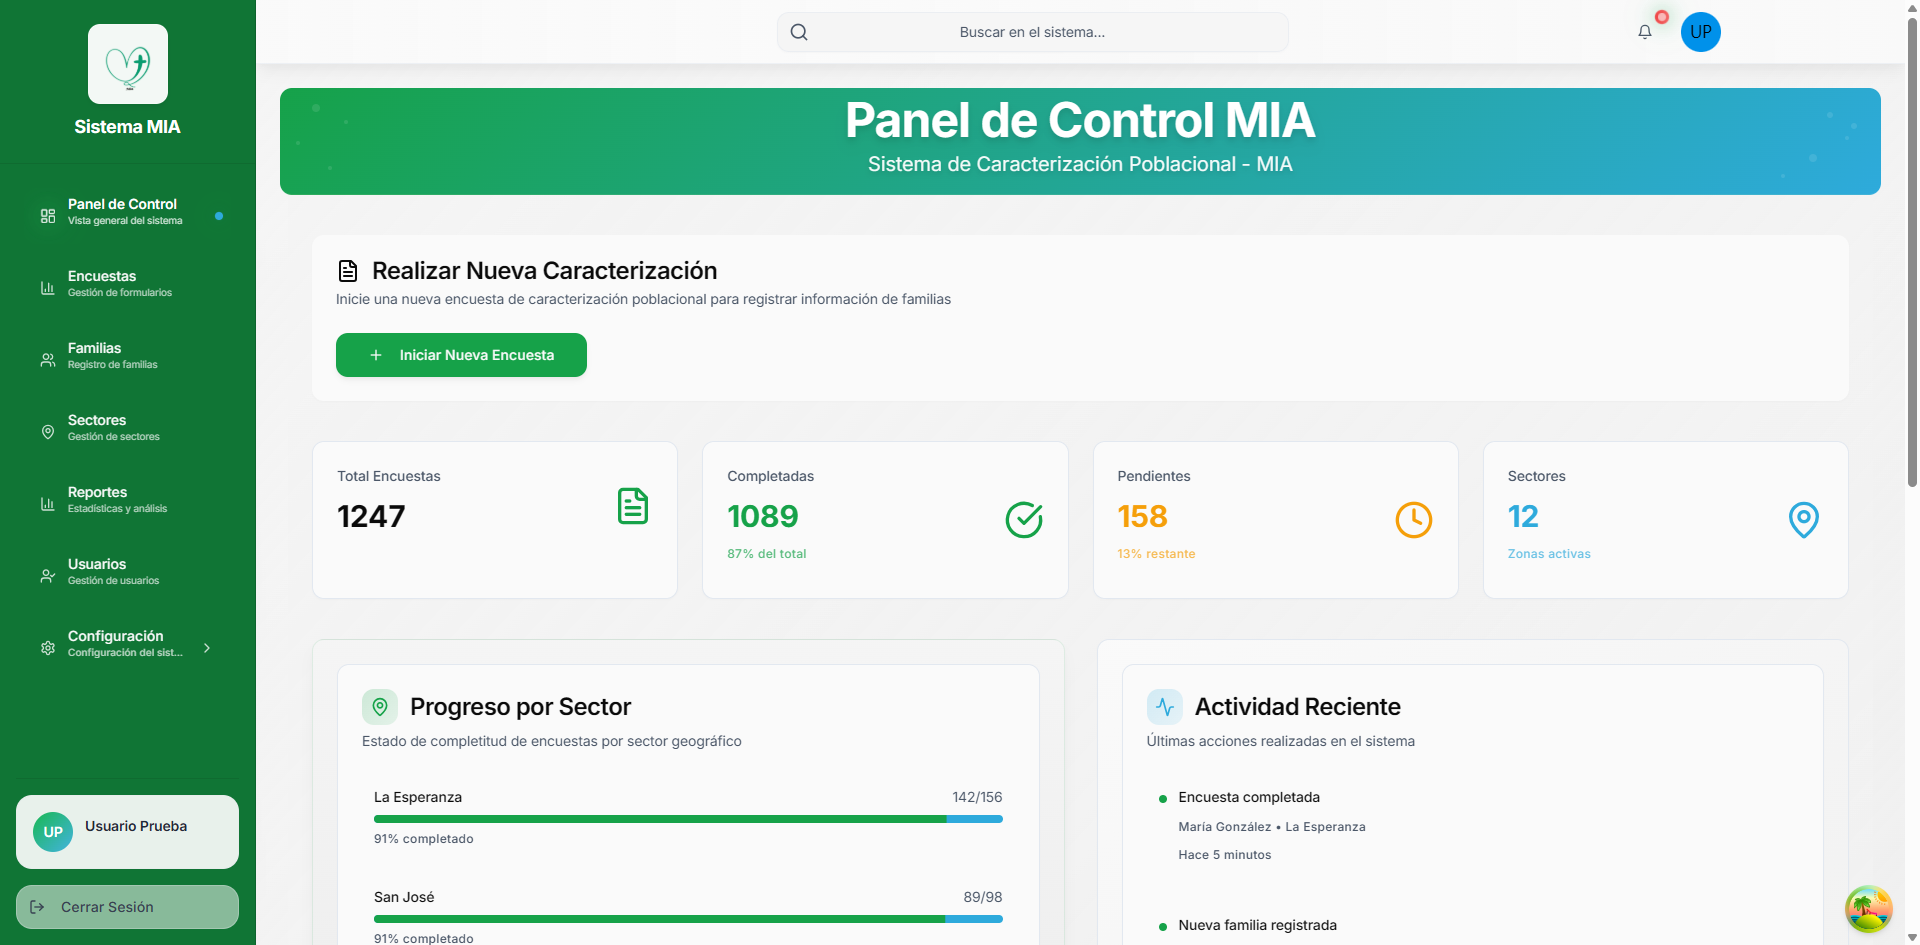 Sistema MIA
Panel de Control
Vista general del sistema
Encuestas
Gestión de formularios
Familias
Registro de familias
Sectores
Gestión de sectores
Reportes
Estadísticas y análisis
Usuarios
Gestión de usuarios
Configuración
Configuración del sist...
UP
Usuario Prueba
Cerrar Sesión
Buscar en el sistema...
UP
Panel de Control MIA
Sistema de Caracterización Poblacional - MIA
Realizar Nueva Caracterización
Inicie una nueva encuesta de caracterización poblacional para registrar información de familias
Iniciar Nueva Encuesta
Total Encuestas
1247
Completadas
1089
87% del total
Pendientes
158
13% restante
Sectores
12
Zonas activas
Progreso por Sector
Estado de completitud de encuestas por sector geográfico
La Esperanza
142/156
91% completado
San José
89/98
91% completado
Actividad Reciente
Últimas acciones realizadas en el sistema
Encuesta completada
María González • La Esperanza
Hace 5 minutos
Nueva familia registrada